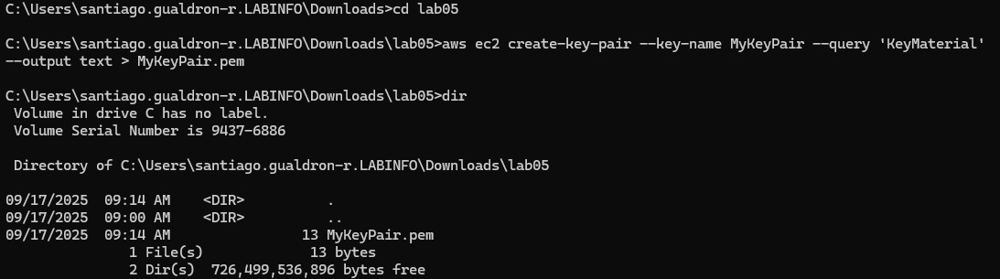 C:\Users\santiago.gualdron-r.LABINFO\Downloads>cd lab05
C:\Users\santiago.gualdron-r.LABINFO\Downloads\lab05>aws ec2 create-key-pair --key-name MyKeyPair --query 'KeyMaterial'
--output text > MyKeyPair.pem
C:\Users\santiago.gualdron-r.LABINFO\Downloads\lab05>dir
 Volume in drive C has no label.
 Volume Serial Number is 9437-6886
 Directory of C:\Users\santiago.gualdron-r.LABINFO\Downloads\lab05
09/17/2025  09:14 AM    <DIR>          .
09/17/2025  09:00 AM    <DIR>          ..
09/17/2025  09:14 AM                13 MyKeyPair.pem
               1 File(s)             13 bytes
               2 Dir(s)  726,499,536,896 bytes free